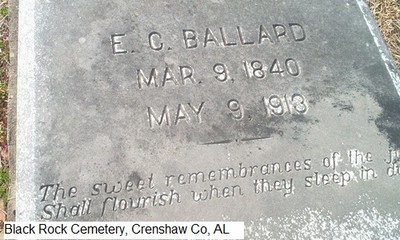 E. C. BALLARD
MAR. 9, 1840
MAY 9, 1913
The sweet remembrances of the
Shall flourish when they sleep in
Black Rock Cemetery, Crenshaw Co, AL